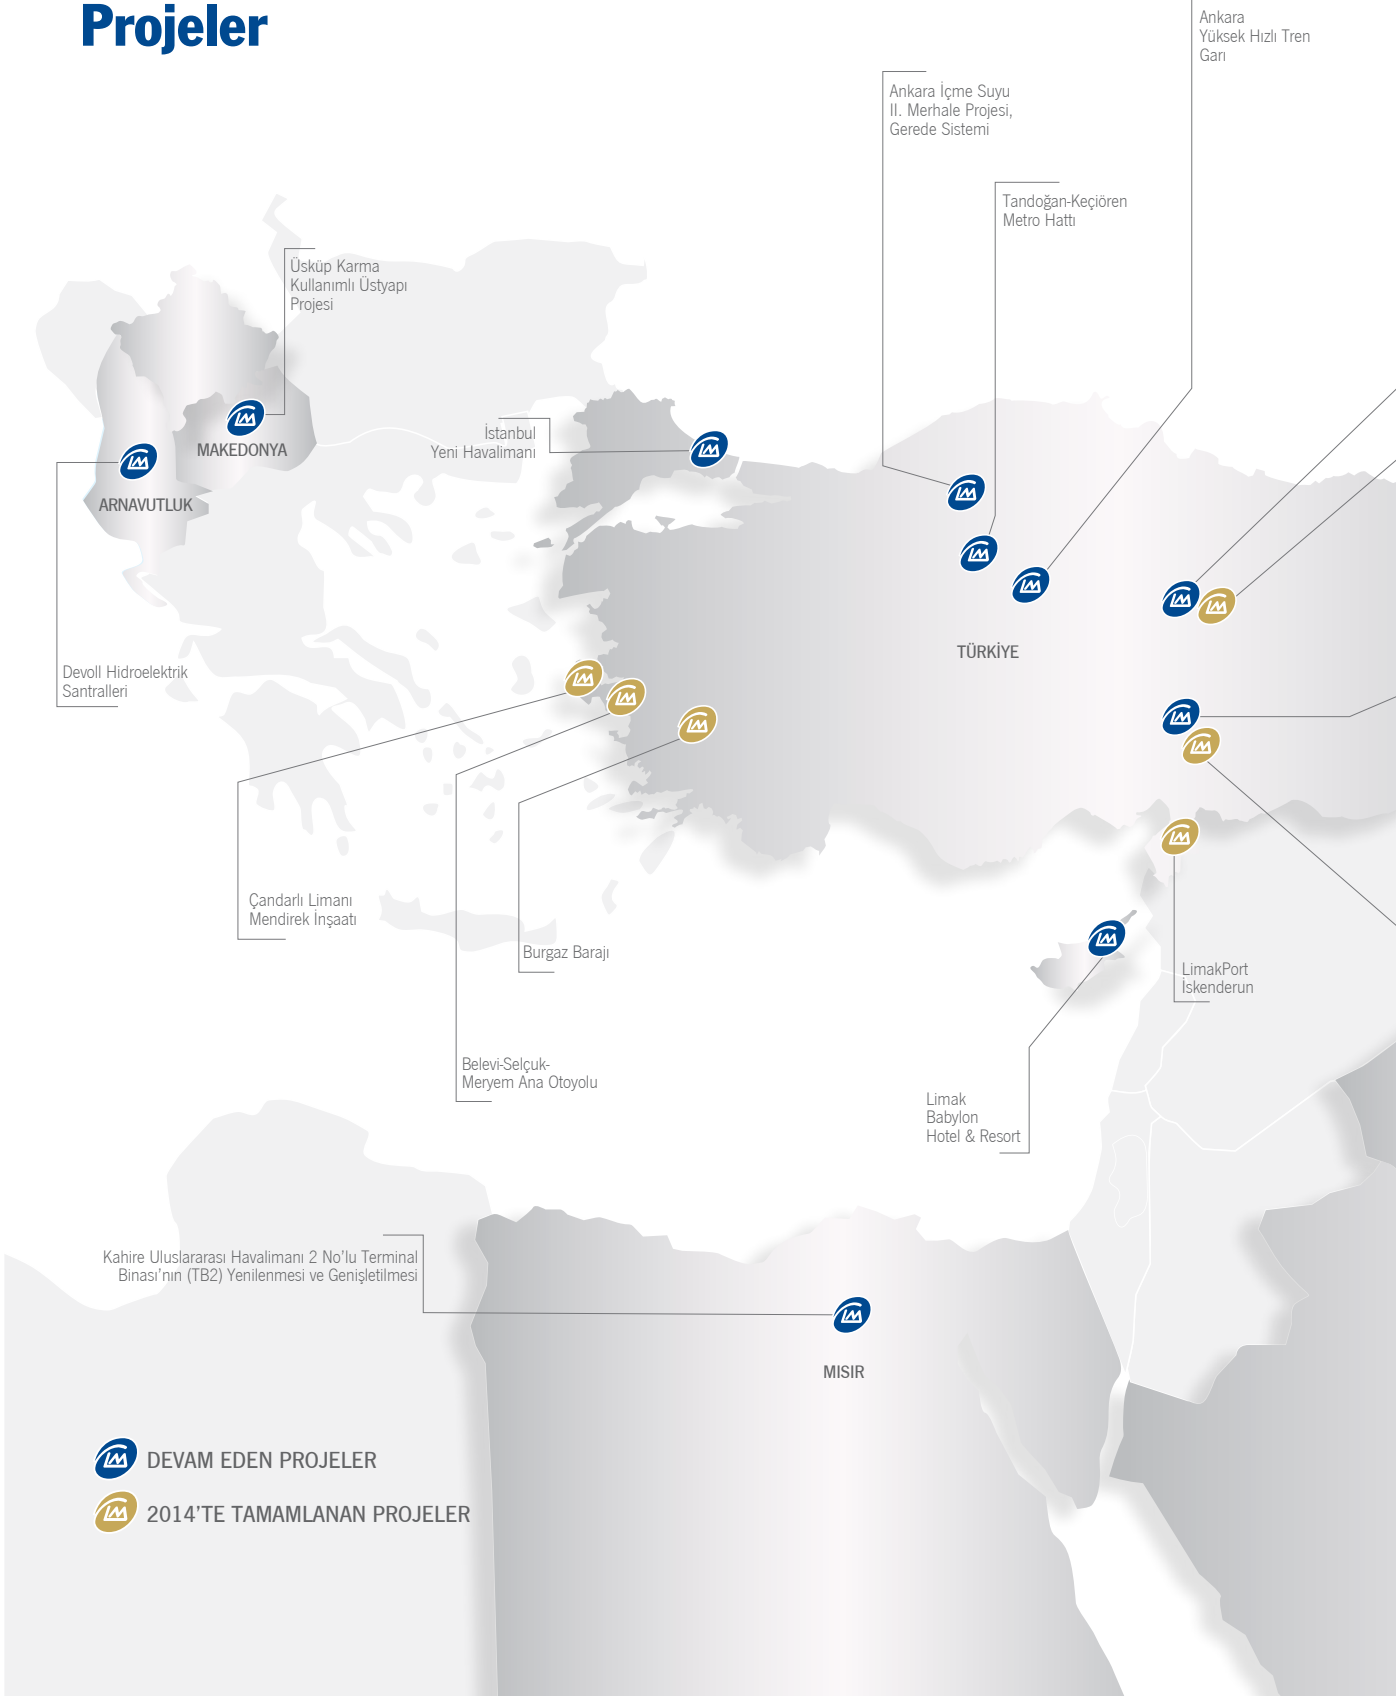 Projeler
Ankara
Yüksek Hızlı Tren
Garı
Ankara İçme Suyu
II. Merhale Projesi,
Gerede Sistemi
Tandoğan-Keçiören
Metro Hattı
Üsküp Karma
Kullanımlı Üstyapı
Projesi
İstanbul
Yeni Havalimanı
MAKEDONYA
ARNAVUTLUK
TÜRKİYE
Devoll Hidroelektrik
Santralleri
Çandarlı Limanı
Mendirek İnşaatı
Burgaz Barajı
LimakPort
İskenderun
Belevi-Selçuk-
Meryem Ana Otoyolu
Limak
Babylon
Hotel & Resort
Kahire Uluslararası Havalimanı 2 No'lu Terminal
Binası'nın (TB2) Yenilenmesi ve Genişletilmesi
MISIR
DEVAM EDEN PROJELER
2014'TE TAMAMLANAN PROJELER